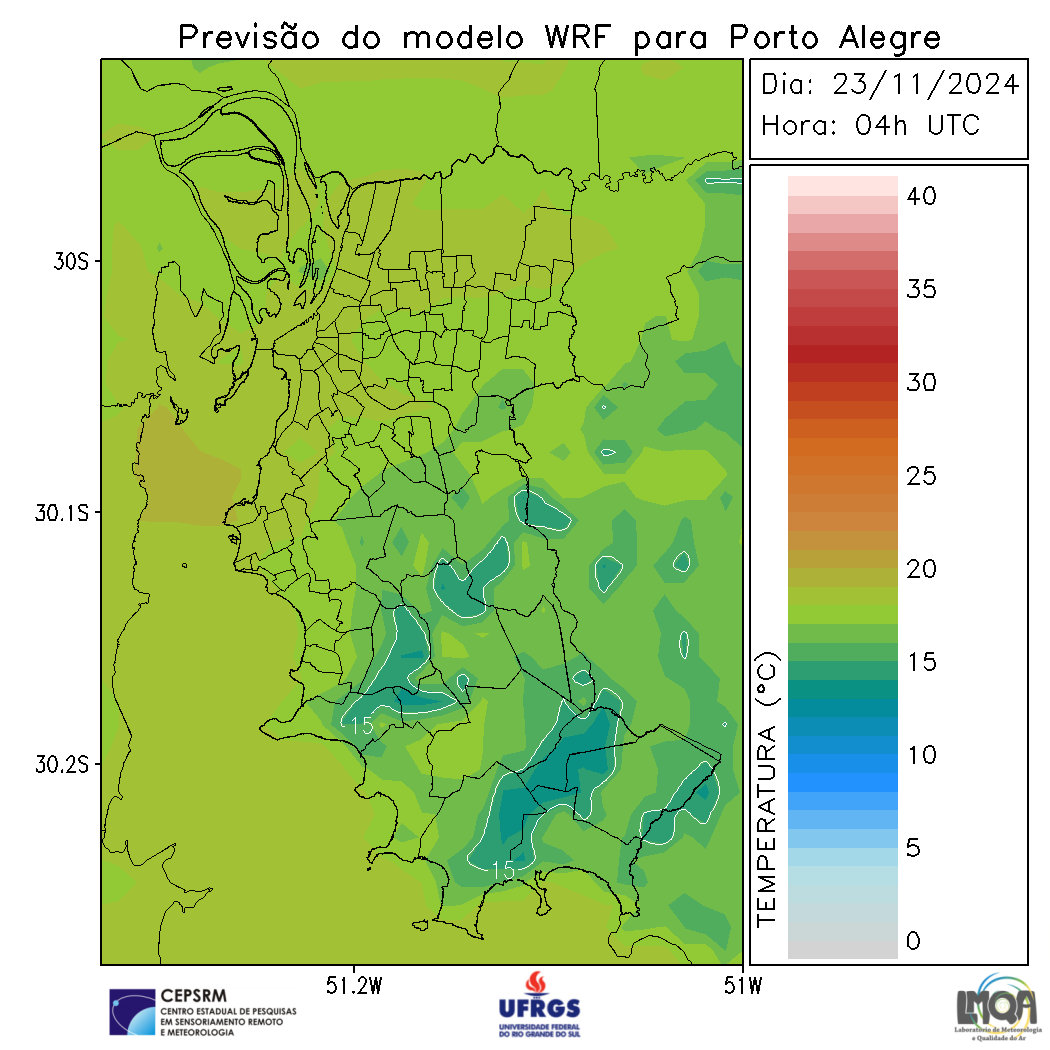 Previsão do modelo WRF para Porto Alegre
Dia: 23/11/2024
Hora: 04h UTC
30S
30.1S
30.2S
51.2W
51W
15
15
TEMPERATURA (°C)
40
35
30
25
20
15
10
5
0
CEPSRM
CENTRO ESTADUAL DE PESQUISAS
EM SENSORIAMENTO REMOTO
E METEOROLOGIA
UFRGS
UNIVERSIDADE FEDERAL
DO RIO GRANDE DO SUL
LMQA
Laboratório de Meteorologia
e Qualidade do Ar